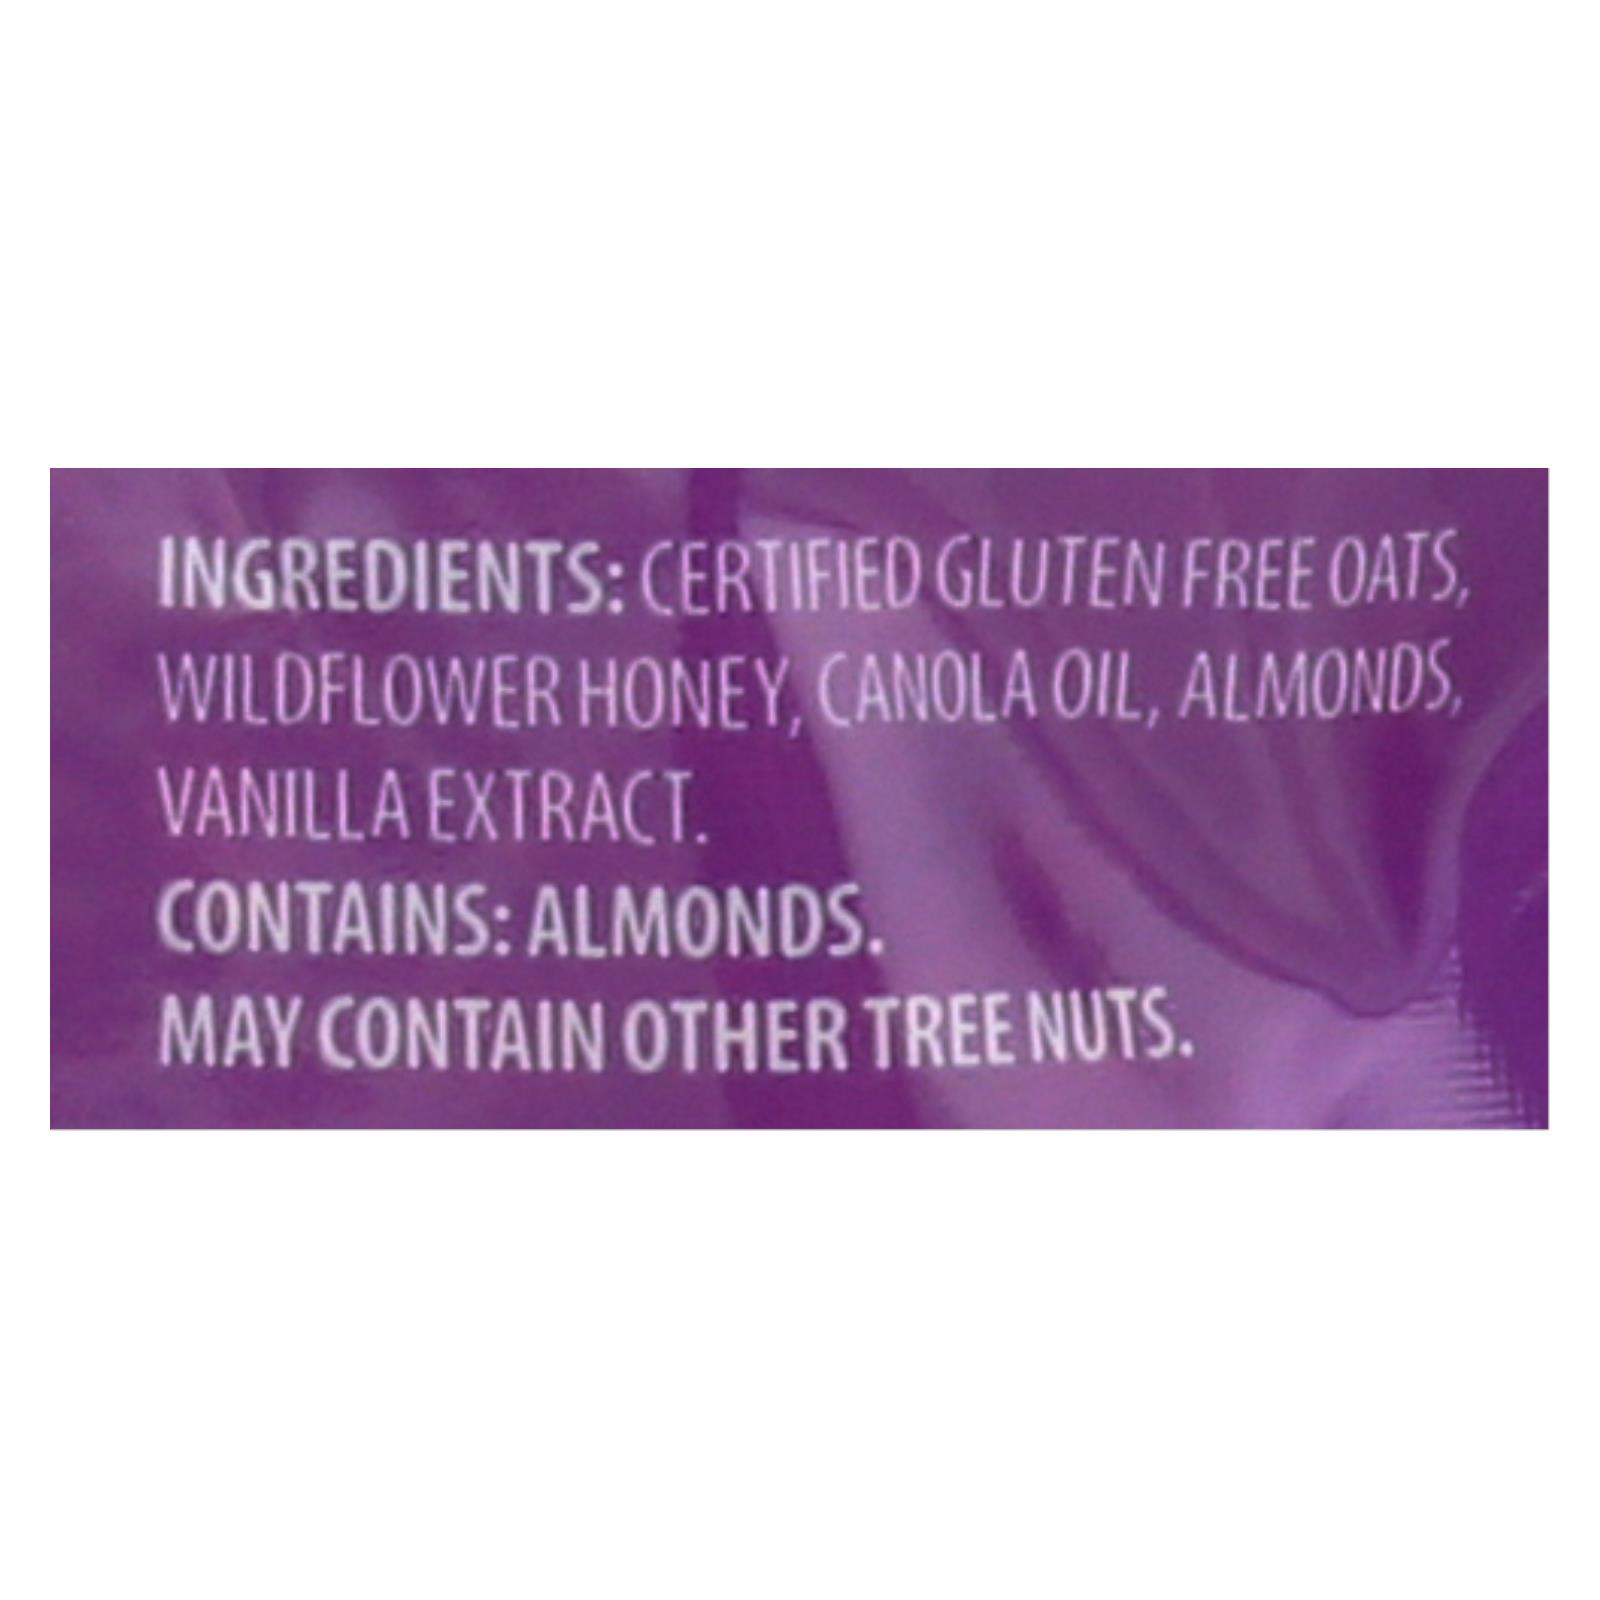 INGREDIENTS: CERTIFIED GLUTEN FREE OATS,
WILDFLOWER HONEY, CANOLA OIL, ALMONDS,
VANILLA EXTRACT.
CONTAINS: ALMONDS.
MAY CONTAIN OTHER TREE NUTS.